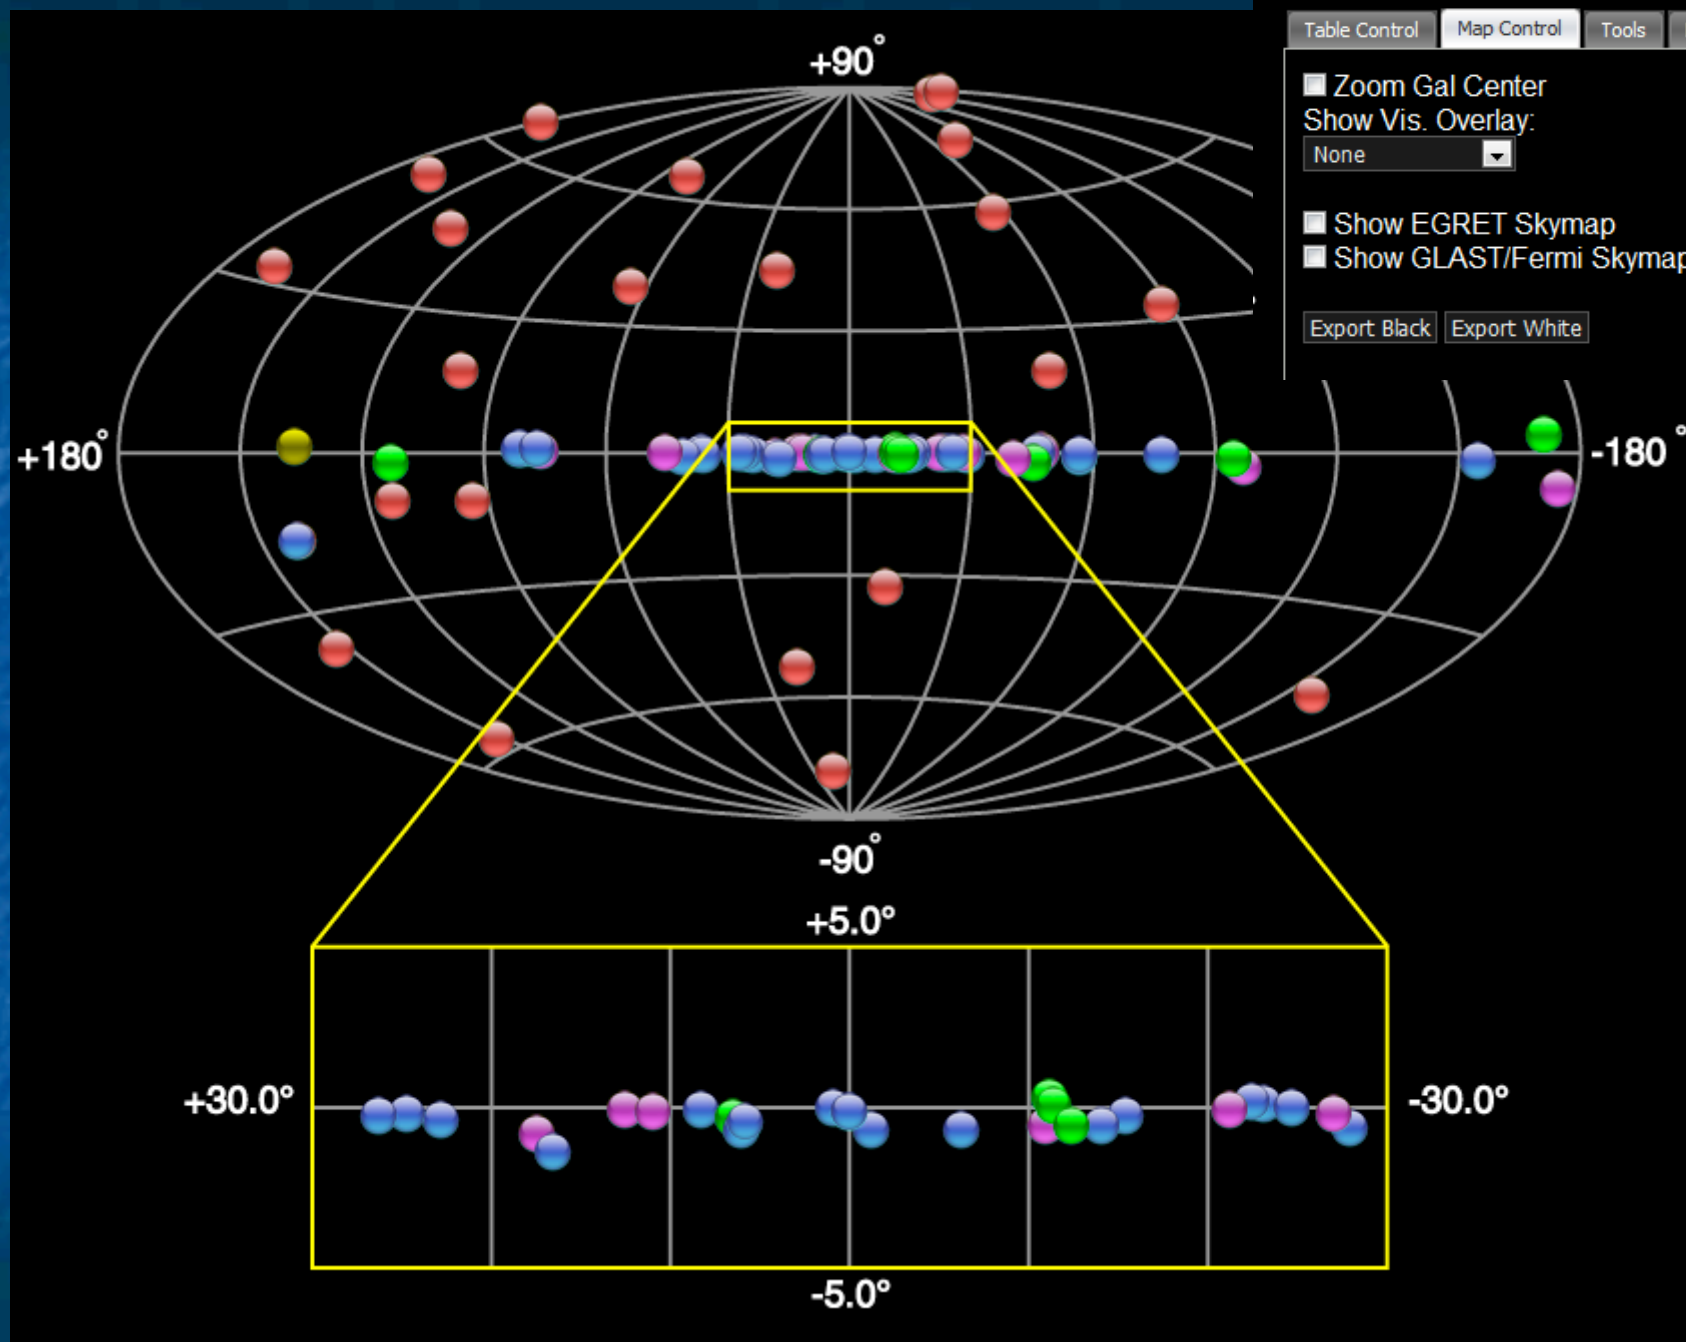 Table Control Map Control Tools
Zoom Gal Center
Show Vis. Overlay:
None
Show EGRET Skymap
Show GLAST/Fermi Skymap
Export Black Export White
+90°
+180° -180°
-90°
+5.0°
+30.0° -30.0°
-5.0°